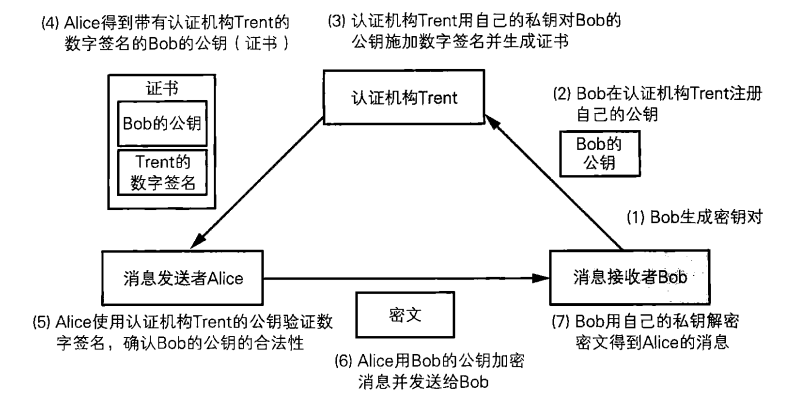 (4) Alice得到带有认证机构Trent的
数字签名的Bob的公钥（证书）
(3) 认证机构Trent用自己的私钥对Bob的
公钥施加数字签名并生成证书
证书
Bob的公钥
Trent的
数字签名
认证机构Trent
(2) Bob在认证机构Trent注册
自己的公钥
Bob的
公钥
(1) Bob生成密钥对
消息发送者Alice
消息接收者Bob
(5) Alice使用认证机构Trent的公钥验证数
字签名，确认Bob的公钥的合法性
密文
(6) Alice用Bob的公钥加密
消息并发送给Bob
(7) Bob用自己的私钥解密
密文得到Alice的消息